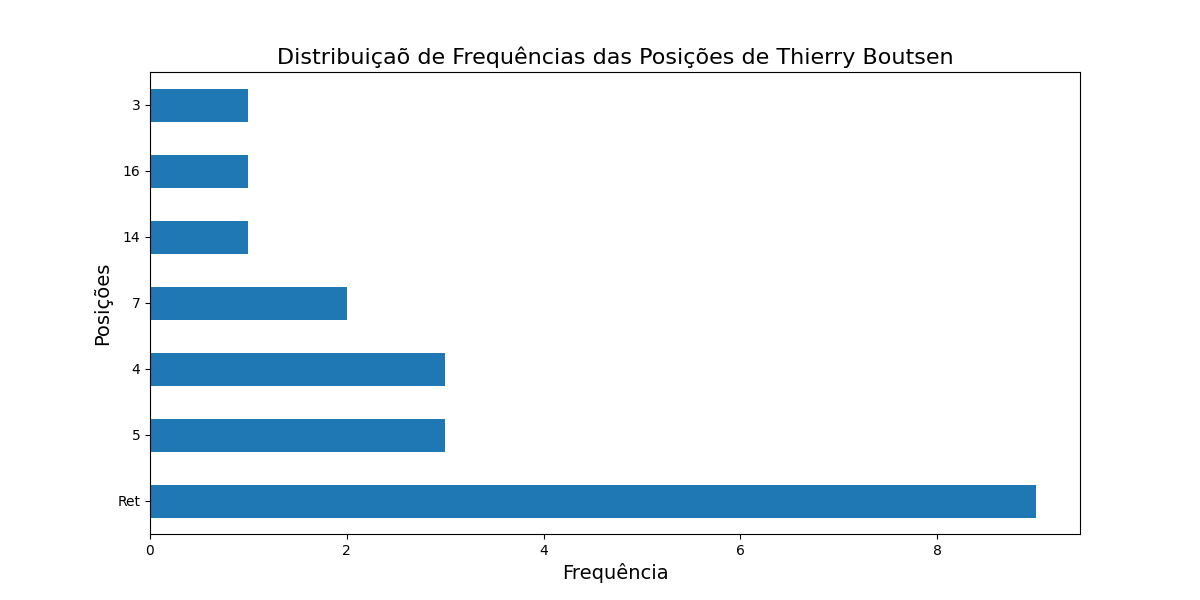 Distribuiçaõ de Frequências das Posições de Thierry Boutsen
Posições
3
16
14
7
4
5
Ret
0 2 4 6 8
Frequência